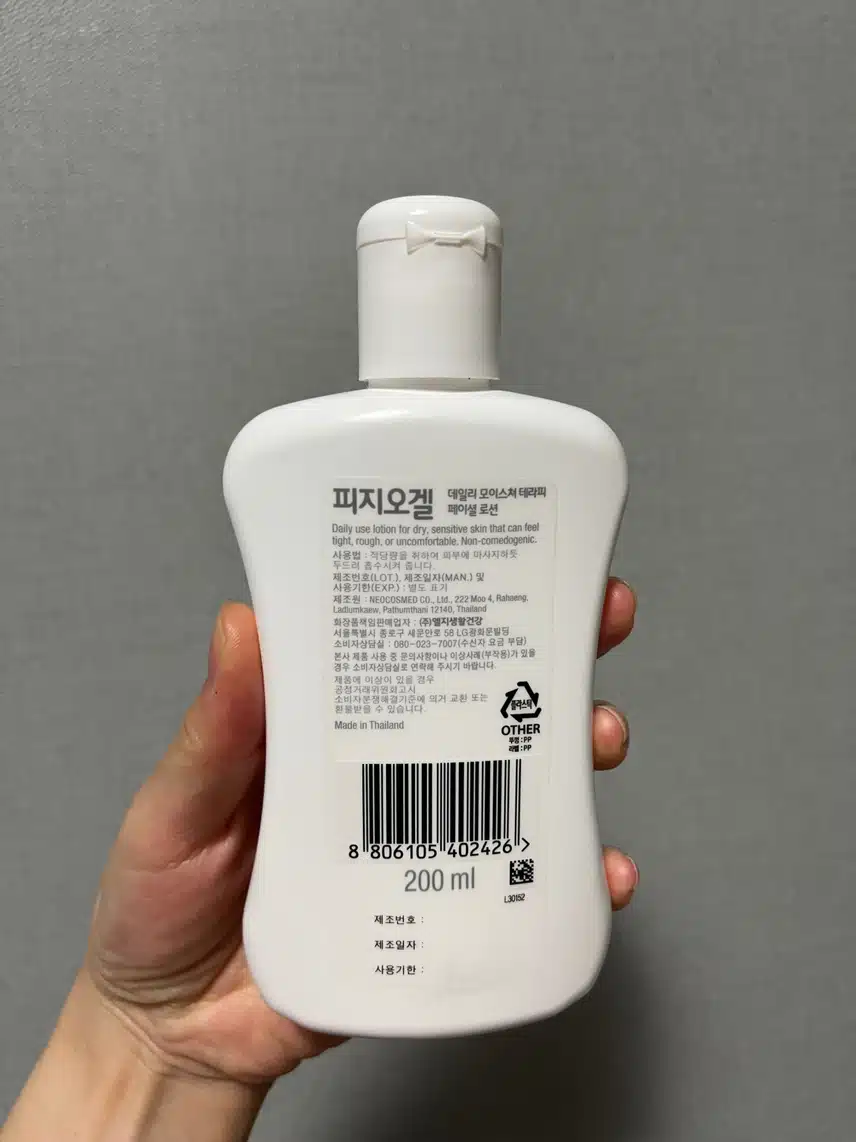 피지오겔 데일리 모이스쳐 테라피
페이셜 로션
Daily use lotion for dry, sensitive skin that can feel
tight, rough, or uncomfortable. Non-comedogenic.
사용법 : 적당량을 취하여 피부에 마사지하듯
두드려 흡수시켜 줍니다.
제조번호(LOT.), 제조일자(MAN.) 및
사용기한(EXP.) : 별도 표기
제조원 : NEOCOSMED CO., Ltd., 222 Moo 4, Rahaeng,
Ladlumkaew, Pathumthani 12140, Thailand
화장품책임판매업자 : (주)엘지생활건강
서울특별시 종로구 새문안로 58 LG광화문빌딩
소비자상담실 : 080-023-7007(수신자 요금 부담)
본사 제품 사용 중 문의사항이나 이상사례(부작용)가 있을
경우 소비자상담실로 연락해 주시기 바랍니다.
제품에 이상이 있을 경우
공정거래위원회고시
소비자분쟁해결기준에 의거 교환 또는
환불받을 수 있습니다.
Made in Thailand
플라스틱
OTHER
뚜껑 : PP
라벨 : PP
8 806105 402426 >
200 ml
L30152
제조번호 :
제조일자 :
사용기한 :